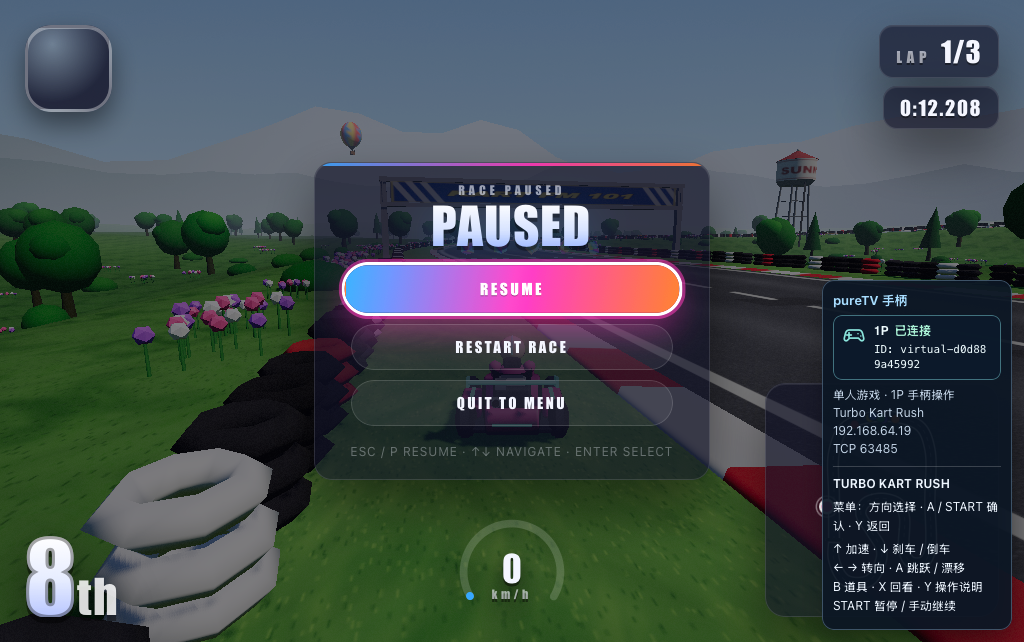 LAP 1/3
0:12.208
SUNN
RACE PAUSED
PAUSED
RESUME
RESTART RACE
QUIT TO MENU
ESC / P RESUME · ↑↓ NAVIGATE · ENTER SELECT
8th
0
km/h
pureTV 手柄
1P 已连接
ID: virtual-d0d88
9a45992
单人游戏 · 1P 手柄操作
Turbo Kart Rush
192.168.64.19
TCP 63485
TURBO KART RUSH
菜单: 方向选择 · A / START 确
认 · Y 返回
↑ 加速 · ↓ 刹车 / 倒车
← → 转向 · A 跳跃 / 漂移
B 道具 · X 回看 · Y 操作说明
START 暂停 / 手动继续